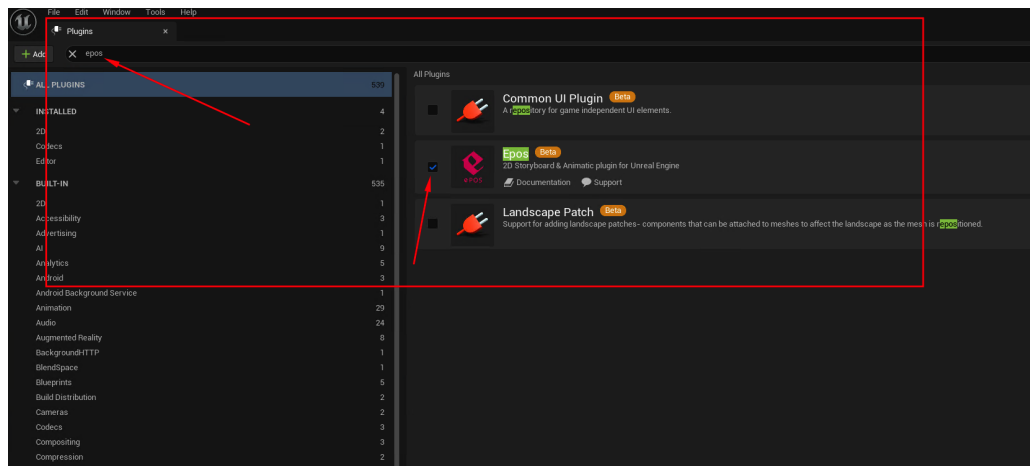 File Edit Window Tools Help
Plugins
Add
epos
ALL PLUGINS 539
INSTALLED 4
2D 2
Codecs 1
Editor 1
BUILT-IN 535
2D 1
Accessibility 3
Advertising 1
AI 9
Analytics 5
Android 3
Android Background Service 1
Animation 29
Audio 24
Augmented Reality 8
BackgroundHTTP 1
BlendSpace 1
Blueprints 5
Build Distribution 2
Cameras 2
Codecs 3
Compositing 3
Compression 2
All Plugins
Common UI Plugin Beta
A repository for game independent UI elements.
Epos Beta
2D Storyboard & Animatic plugin for Unreal Engine
epos
Documentation Support
Landscape Patch Beta
Support for adding landscape patches- components that can be attached to meshes to affect the landscape as the mesh is repositioned.